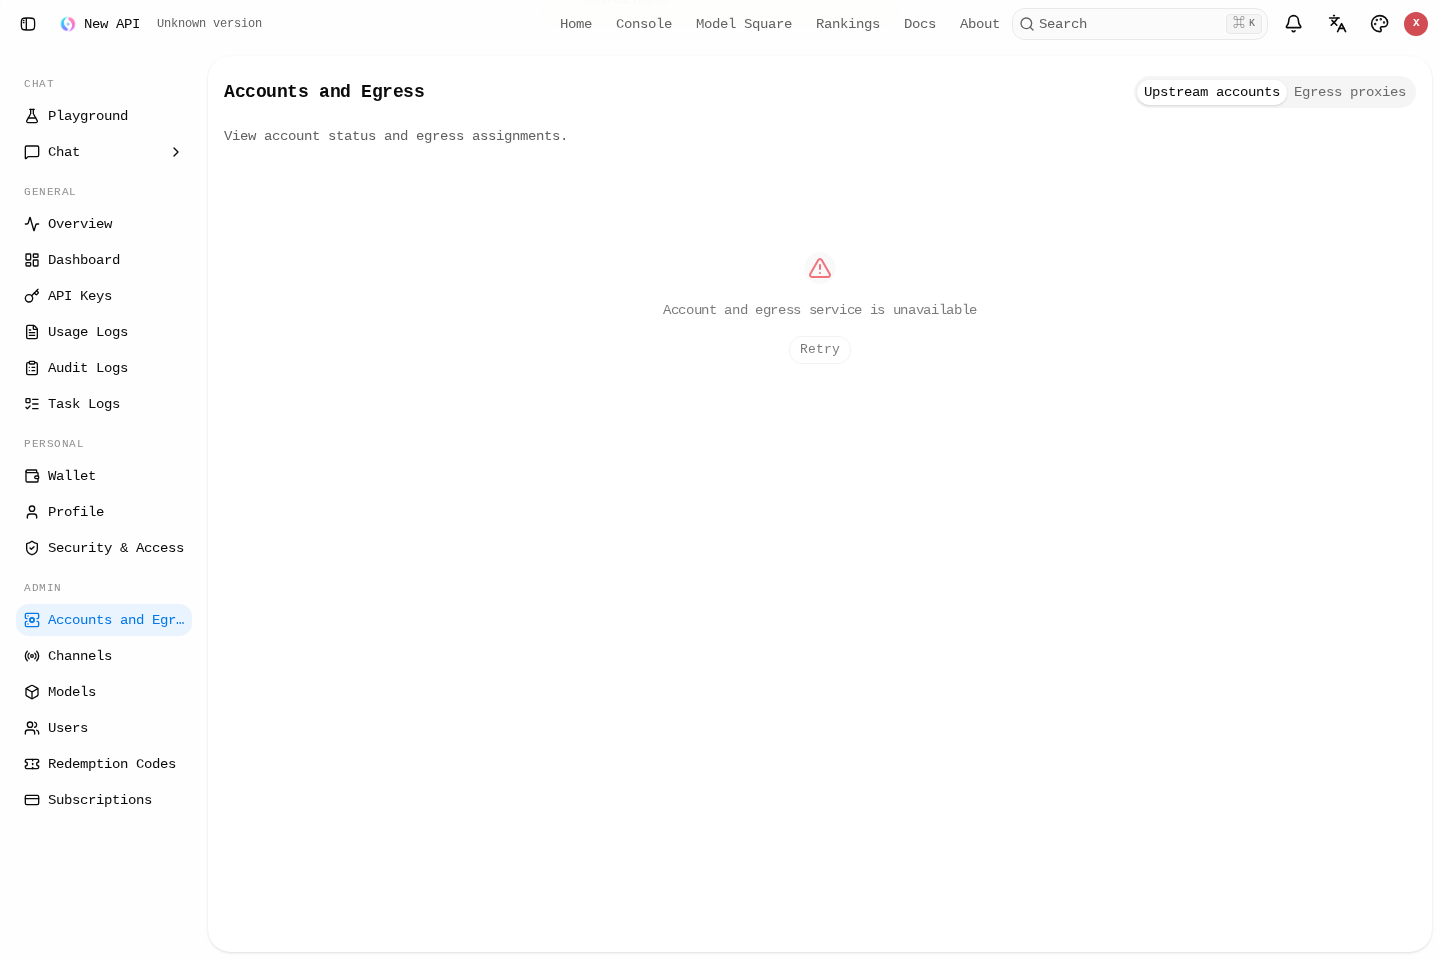 New API
Unknown version
Home
Console
Model Square
Rankings
Docs
About
Search
⌘ K
X
CHAT
Playground
Chat
GENERAL
Overview
Dashboard
API Keys
Usage Logs
Audit Logs
Task Logs
PERSONAL
Wallet
Profile
Security & Access
ADMIN
Accounts and Egr…
Channels
Models
Users
Redemption Codes
Subscriptions
Accounts and Egress
Upstream accounts
Egress proxies
View account status and egress assignments.
Account and egress service is unavailable
Retry